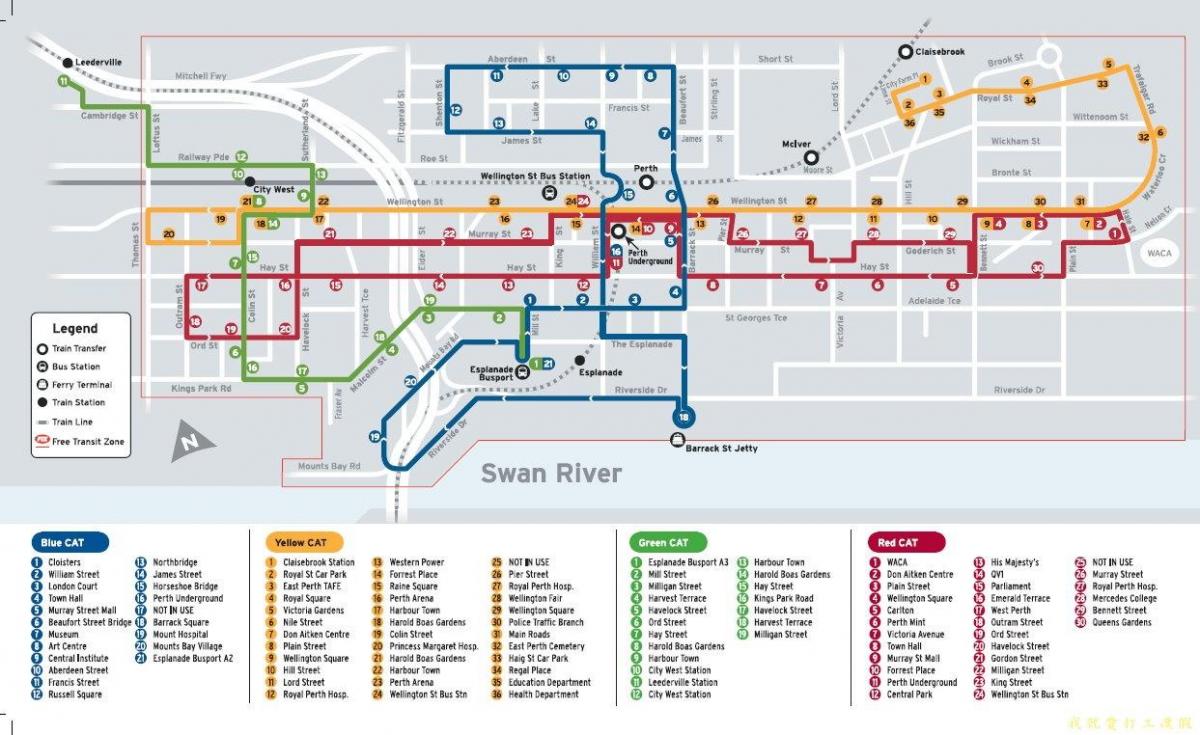 Leederville
Mitchell Fwy
Cambridge St
Loftus St
Sutherland St
Railway Pde
City West
Fitzgerald St
Roe St
Shenton St
Aberdeen St
Lake St
Francis St
James St
James St
Beaufort St
Stirling St
Short St
Lord St
Claisebrook
City Farm Pl
Brook St
Royal St
Trafalgar Rd
Wittenoom St
Wickham St
Bronte St
Waterloo Cr
McIver
Moore St
Perth
Wellington St Bus Station
Wellington St
Wellington St
Hill St
Hale St
Nelson Cr
WACA
Thomas St
Murray St
King St
William St
Perth Underground
Barrack St
Pier St
Murray St
Goderich St
Bennett St
Plain St
Hay St
Hay St
Hay St
Elder St
Outram St
Colin St
Havelock St
Harvest Tce
Ord St
Kings Park Rd
Fraser Av
Malcolm St
Mounts Bay Rd
Mill St
St Georges Tce
Victoria Av
Adelaide Tce
The Esplanade
Esplanade Busport
Esplanade
Riverside Dr
Riverside Dr
Riverside Dr
Barrack St Jetty
Mounts Bay Rd
Swan River
N
Legend
Train Transfer
Bus Station
Ferry Terminal
Train Station
Train Line
Free Transit Zone
Blue CAT
1 Cloisters
2 William Street
3 London Court
4 Town Hall
5 Murray Street Mall
6 Beaufort Street Bridge
7 Museum
8 Art Centre
9 Central Institute
10 Aberdeen Street
11 Francis Street
12 Russell Square
13 Northbridge
14 James Street
15 Horseshoe Bridge
16 Perth Underground
17 NOT IN USE
18 Barrack Square
19 Mount Hospital
20 Mounts Bay Village
21 Esplanade Busport A2
Yellow CAT
1 Claisebrook Station
2 Royal St Car Park
3 East Perth TAFE
4 Royal Square
5 Victoria Gardens
6 Nile Street
7 Don Aitken Centre
8 Plain Street
9 Wellington Square
10 Hill Street
11 Lord Street
12 Royal Perth Hosp.
13 Western Power
14 Forrest Place
15 Raine Square
16 Perth Arena
17 Harbour Town
18 Harold Boas Gardens
19 Colin Street
20 Princess Margaret Hosp.
21 Harold Boas Gardens
22 Harbour Town
23 Perth Arena
24 Wellington St Bus Stn
25 NOT IN USE
26 Pier Street
27 Royal Perth Hosp.
28 Wellington Fair
29 Wellington Square
30 Police Traffic Branch
31 Main Roads
32 East Perth Cemetery
33 Haig St Car Park
34 Regal Place
35 Education Department
36 Health Department
Green CAT
1 Esplanade Busport A3
2 Mill Street
3 Milligan Street
4 Harvest Terrace
5 Havelock Street
6 Ord Street
7 Hay Street
8 Harold Boas Gardens
9 Harbour Town
10 City West Station
11 Leederville Station
12 City West Station
13 Harbour Town
14 Harold Boas Gardens
15 Hay Street
16 Kings Park Road
17 Havelock Street
18 Harvest Terrace
19 Milligan Street
Red CAT
1 WACA
2 Don Aitken Centre
3 Plain Street
4 Wellington Square
5 Carlton
6 Perth Mint
7 Victoria Avenue
8 Town Hall
9 Murray St Mall
10 Forrest Place
11 Perth Underground
12 Central Park
13 His Majesty's
14 QV1
15 Parliament
16 Emerald Terrace
17 West Perth
18 Outram Street
19 Ord Street
20 Havelock Street
21 Gordon Street
22 Milligan Street
23 King Street
24 Wellington St Bus Stn
25 NOT IN USE
26 Murray Street
27 Royal Perth Hosp.
28 Mercedes College
29 Bennett Street
30 Queens Gardens
我就愛打工度假